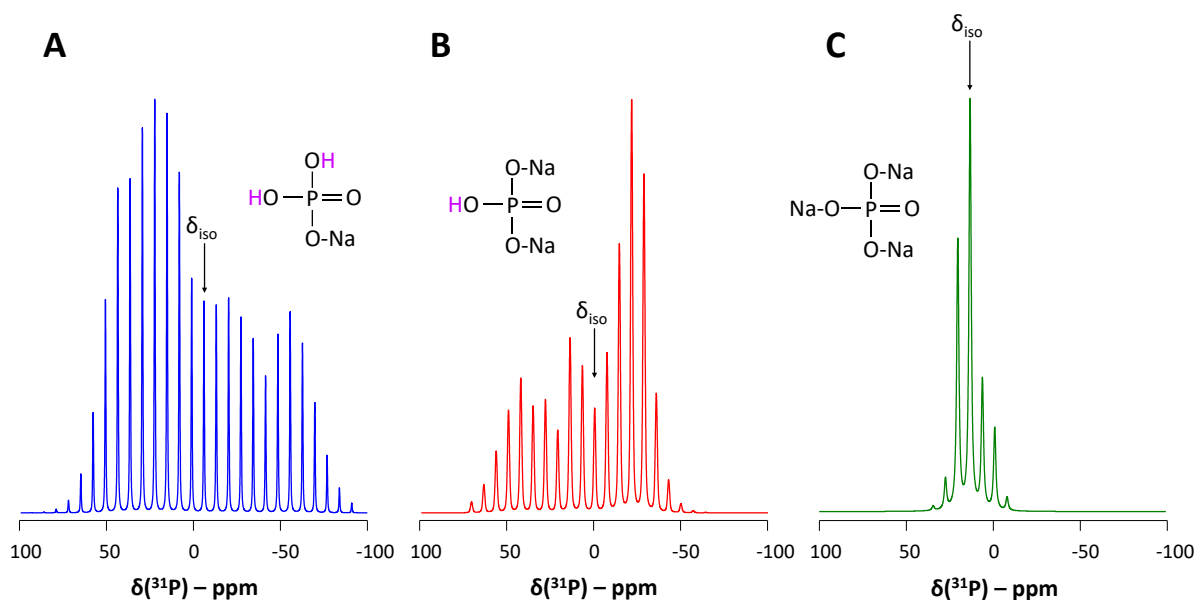 A
OH
HO
P
O
O-Na
δiso
100
50
0
-50
-100
δ(³¹P) – ppm
B
O-Na
HO
P
O
O-Na
δiso
100
50
0
-50
-100
δ(³¹P) – ppm
C
δiso
O-Na
Na-O
P
O
O-Na
100
50
0
-50
-100
δ(³¹P) – ppm